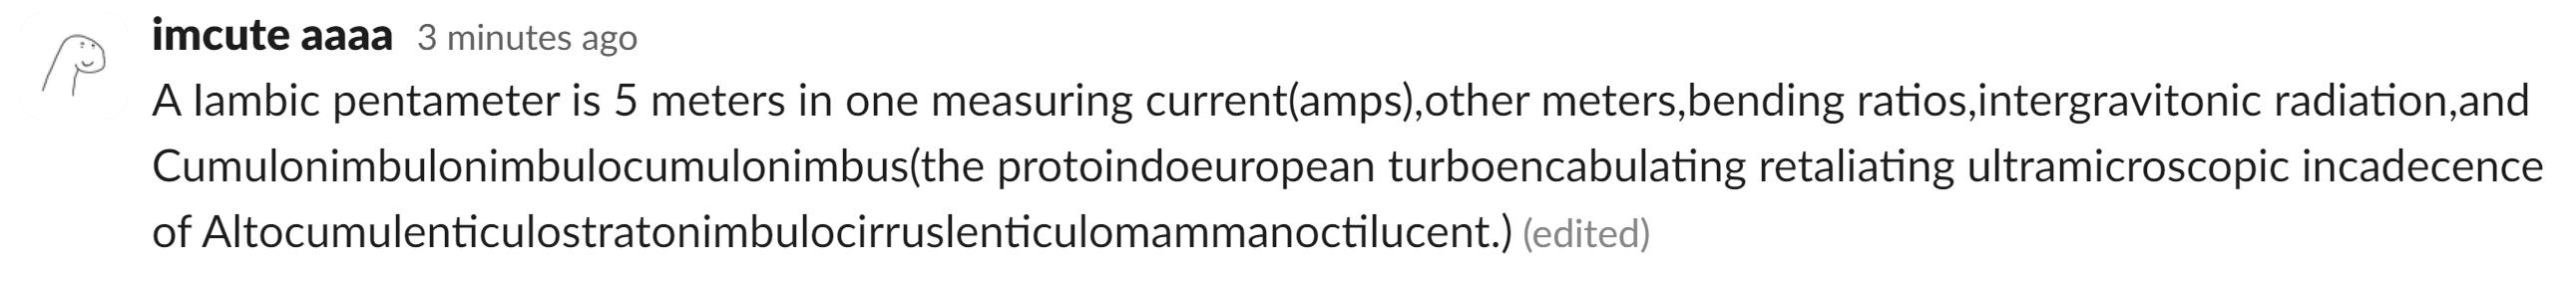 imcute aaaa 3 minutes ago
A lambic pentameter is 5 meters in one measuring current(amps),other meters,bending ratios,intergravitonic radiation,and
Cumulonimbulonimbulocumulonimbus(the protoindoeuropean turboencabulating retaliating ultramicroscopic incadecence
of Altocumulenticulostratonimbulocirruslenticulomammanoctilucent.) (edited)